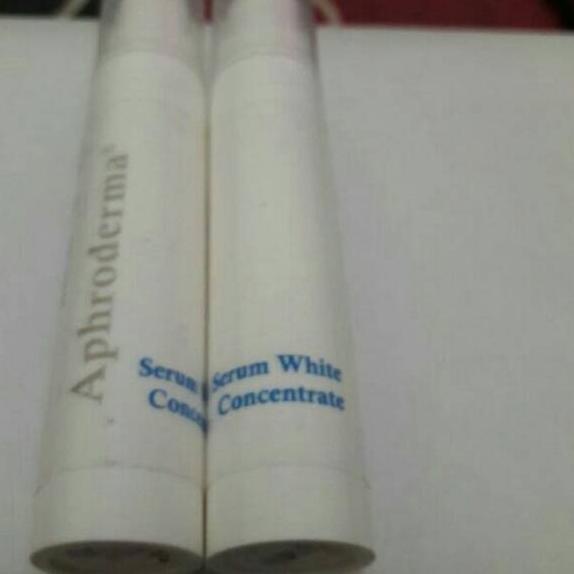 Aphroderma®
Serum
Serum White
Concentrate